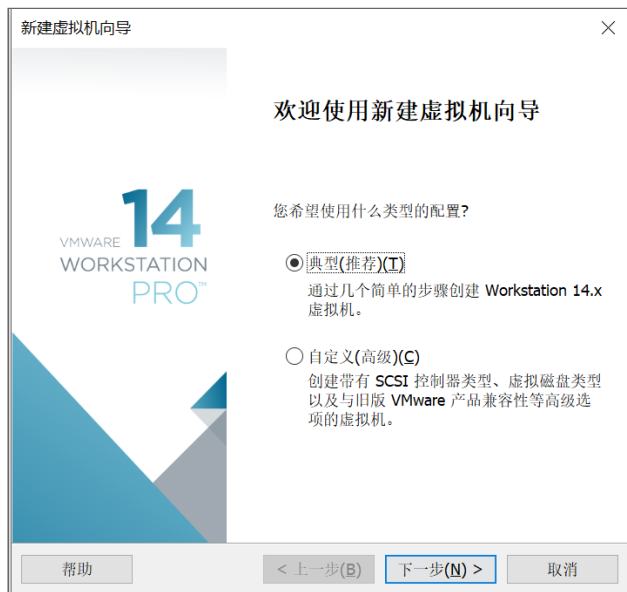 新建虚拟机向导
欢迎使用新建虚拟机向导
VMWARE 14
WORKSTATION
PRO™
您希望使用什么类型的配置?
典型(推荐)(T)
通过几个简单的步骤创建 Workstation 14.x
虚拟机。
自定义(高级)(C)
创建带有 SCSI 控制器类型、虚拟磁盘类型
以及与旧版 VMware 产品兼容性等高级选
项的虚拟机。
帮助
< 上一步(B)
下一步(N) >
取消